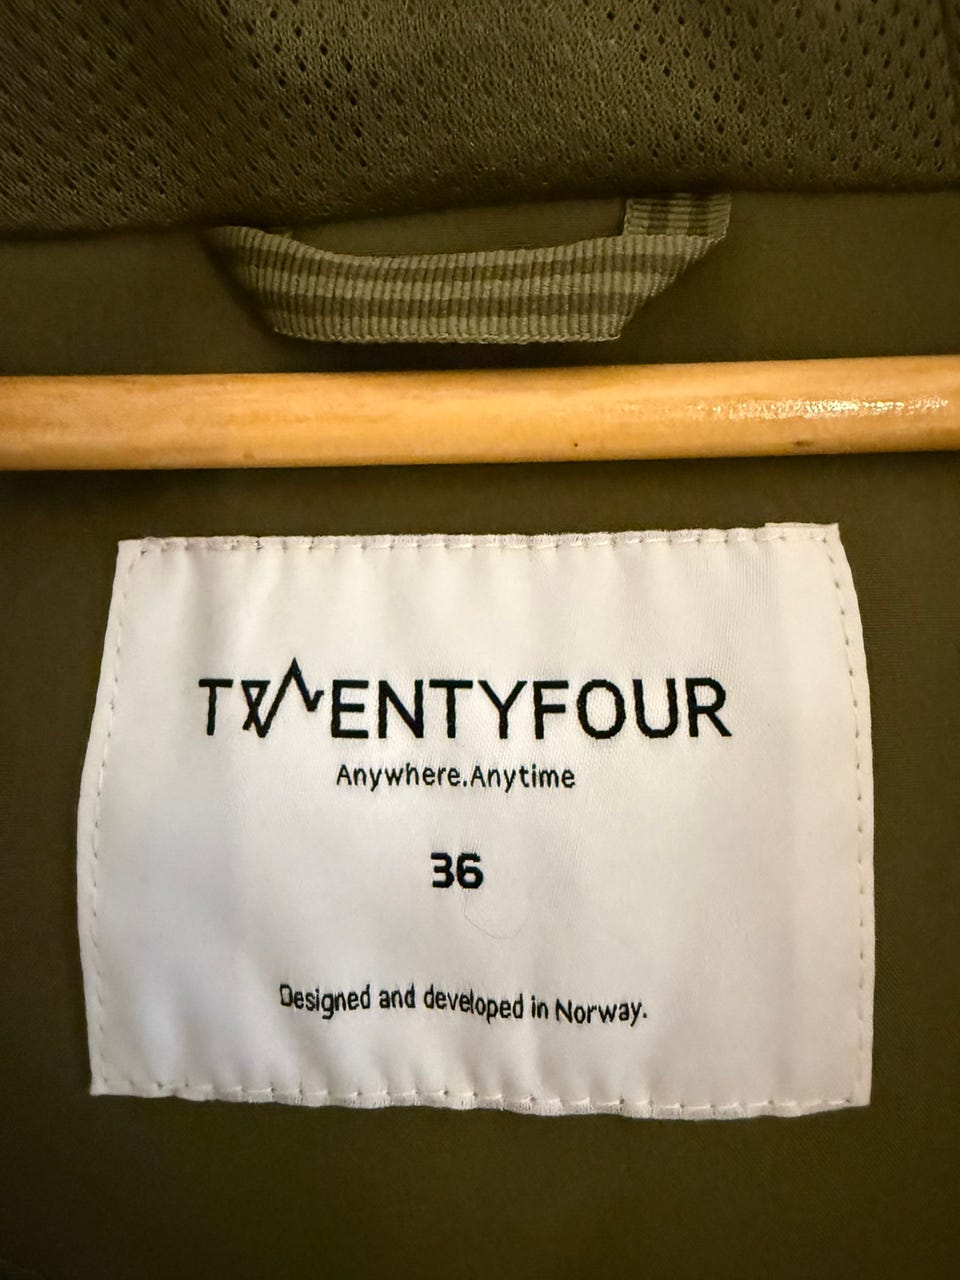 TWENTYFOUR
Anywhere.Anytime
36
Designed and developed in Norway.